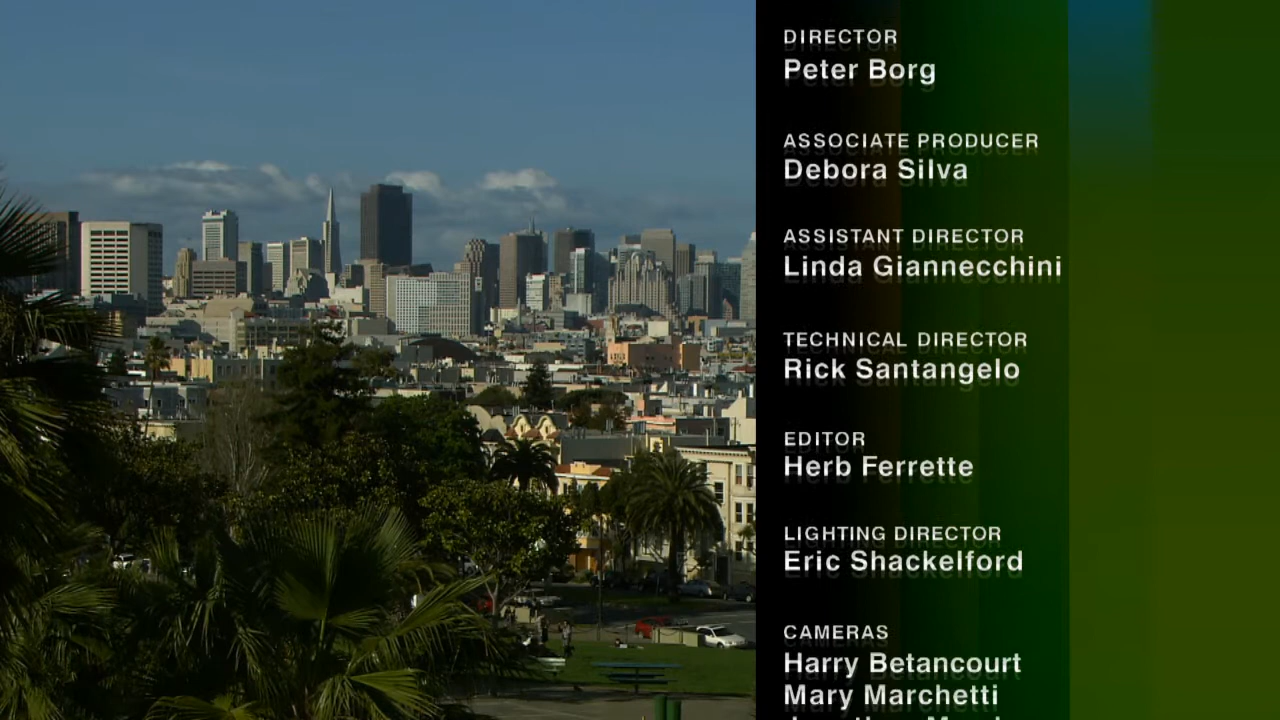 DIRECTOR
Peter Borg
ASSOCIATE PRODUCER
Debora Silva
ASSISTANT DIRECTOR
Linda Giannecchini
TECHNICAL DIRECTOR
Rick Santangelo
EDITOR
Herb Ferrette
LIGHTING DIRECTOR
Eric Shackelford
CAMERAS
Harry Betancourt
Mary Marchetti